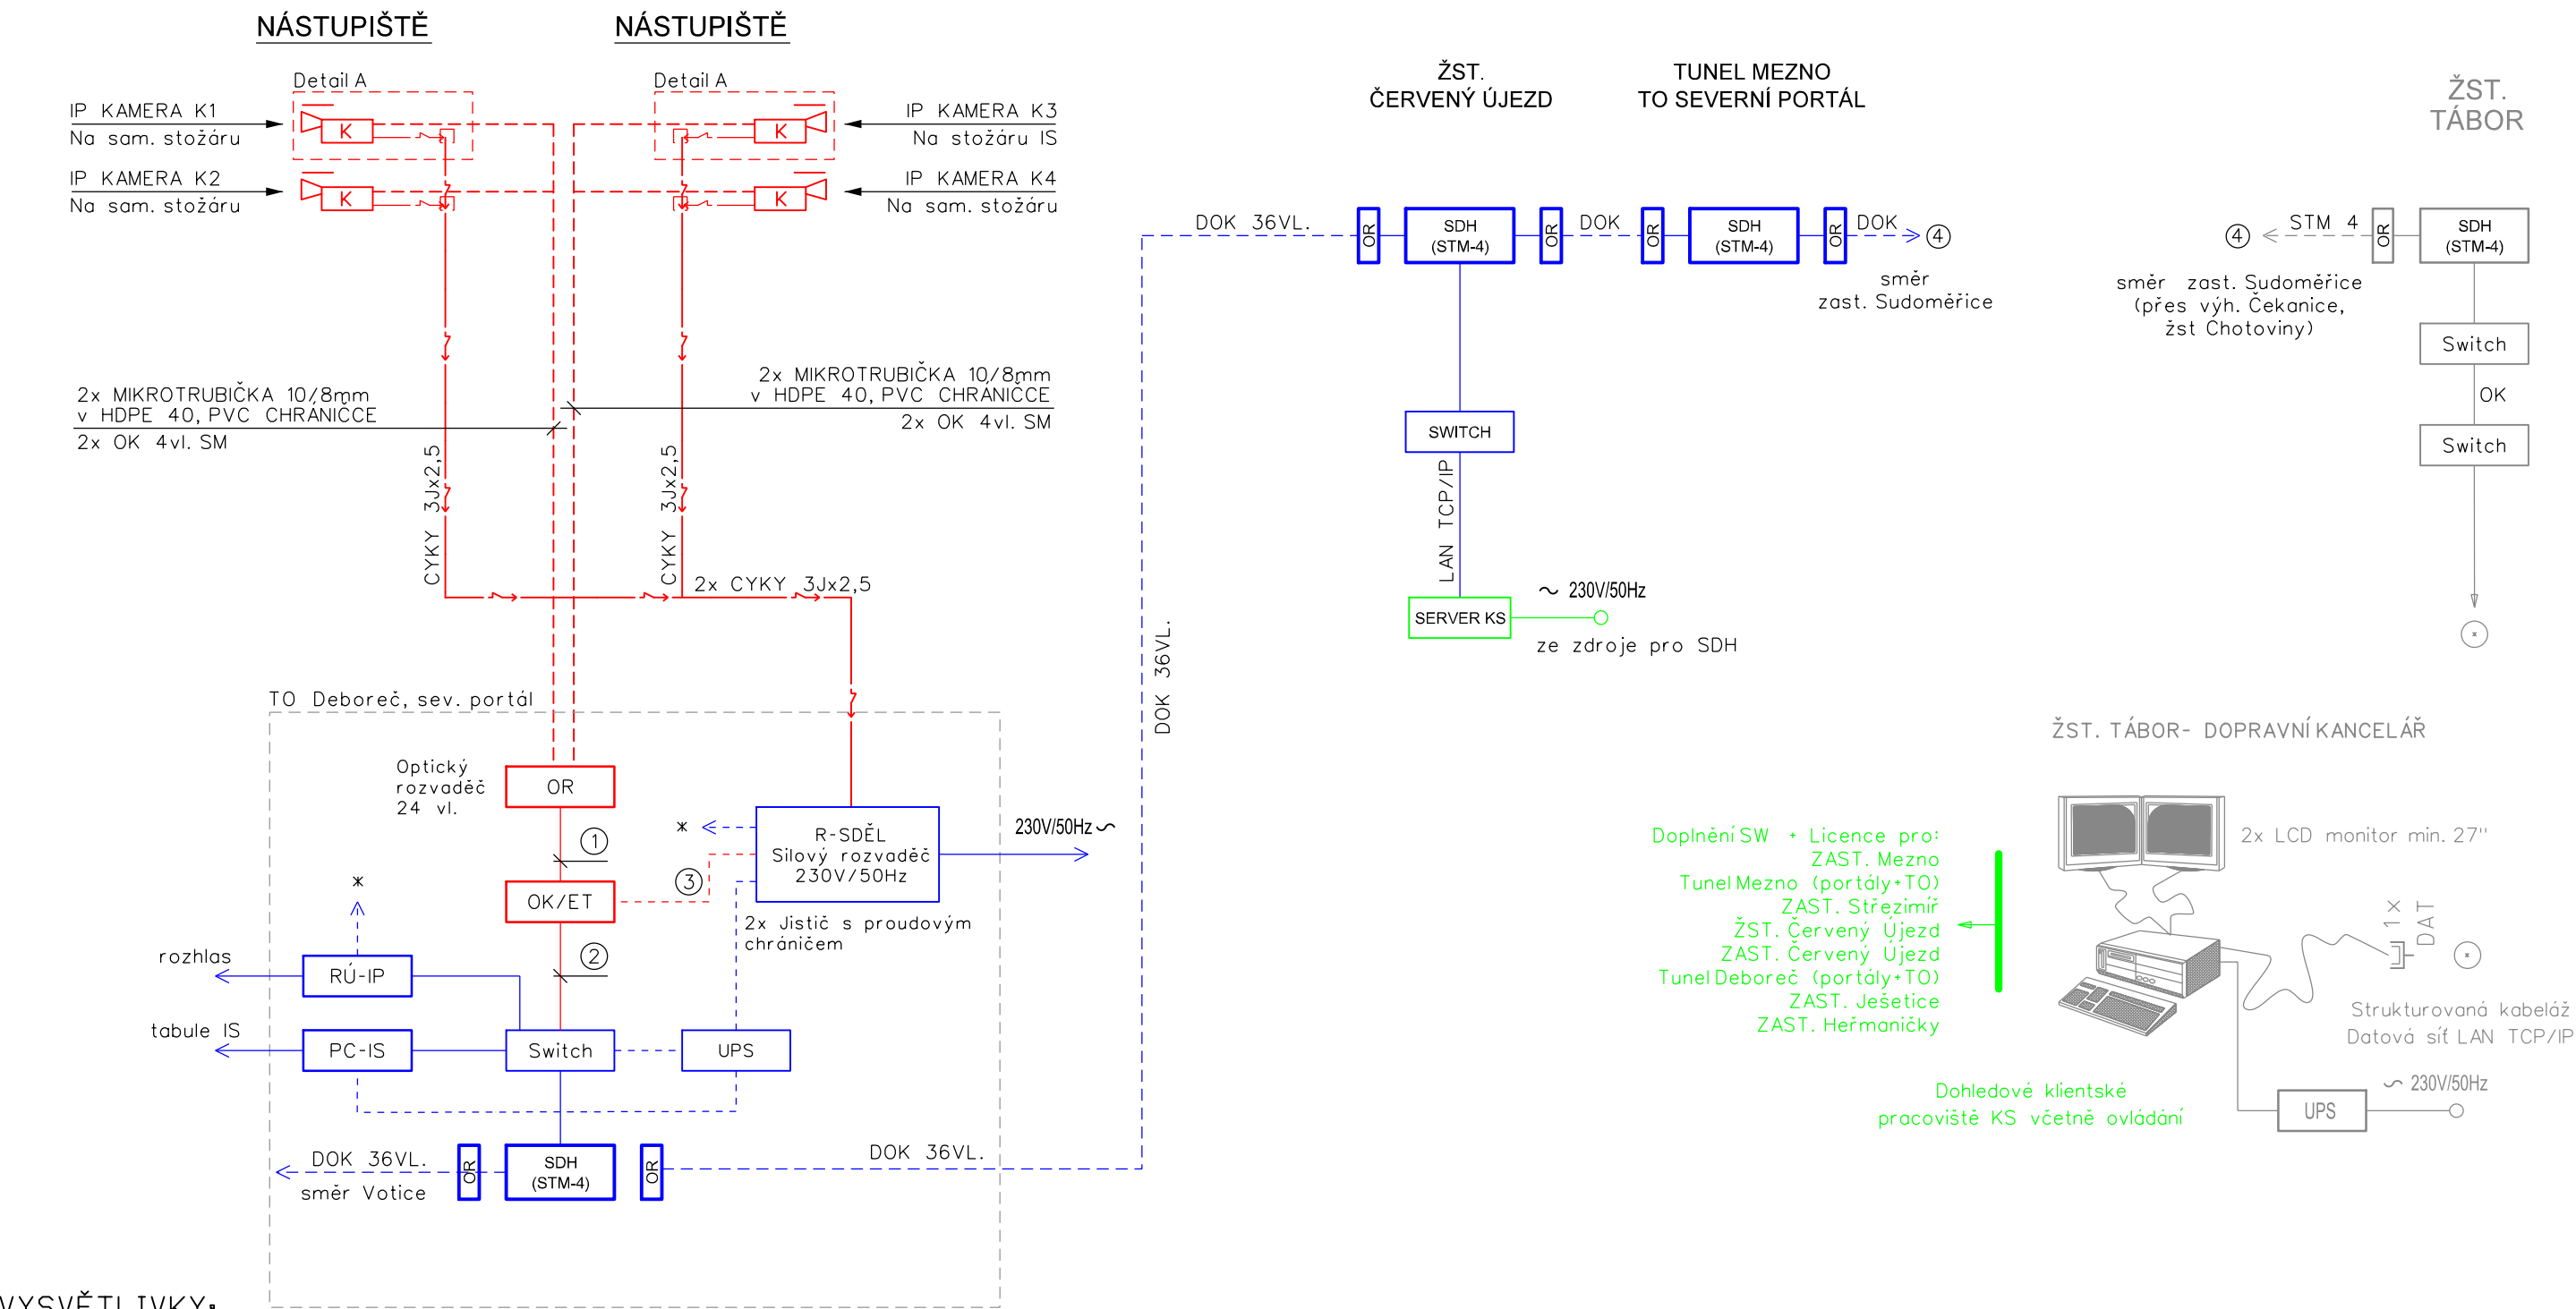 NÁSTUPIŠTĚ
NÁSTUPIŠTĚ
Detail A
Detail A
IP KAMERA K1
Na sam. stožáru
IP KAMERA K2
Na sam. stožáru
K
K
K
K
IP KAMERA K3
Na stožáru IS
IP KAMERA K4
Na sam. stožáru
2x MIKROTRUBIČKA 10/8mm
v HDPE 40, PVC CHRÁNIČCE
2x OK 4vl. SM
2x MIKROTRUBIČKA 10/8mm
v HDPE 40, PVC CHRÁNIČCE
2x OK 4vl. SM
CYKY 3Jx2,5
CYKY 3Jx2,5
2x CYKY 3Jx2,5
TO Deboreč, sev. portál
Optický
rozvaděč
24 vl.
OR
1
OK/ET
2
3
*
R-SDĚL
Silový rozvaděč
230V/50Hz
2x Jistič s proudovým
chráničem
230V/50Hz ~
*
rozhlas
RÚ-IP
tabule IS
PC-IS
Switch
UPS
DOK 36VL.
směr Votice
OR
SDH
(STM-4)
OR
DOK 36VL.
DOK 36VL.
ŽST.
ČERVENÝ ÚJEZD
TUNEL MEZNO
TO SEVERNÍ PORTÁL
DOK 36VL.
OR
SDH
(STM-4)
OR
DOK
OR
SDH
(STM-4)
OR
DOK
4
směr
zast. Sudoměřice
SWITCH
LAN TCP/IP
SERVER KS
~ 230V/50Hz
ze zdroje pro SDH
ŽST.
TÁBOR
4
STM 4
OR
SDH
(STM-4)
směr zast. Sudoměřice
(přes výh. Čekanice,
žst Chotoviny)
Switch
OK
Switch
*
ŽST. TÁBOR- DOPRAVNÍ KANCELÁŘ
2x LCD monitor min. 27"
Doplnění SW + Licence pro:
ZAST. Mezno
Tunel Mezno (portály+TO)
ZAST. Střezimíř
ŽST. Červený Újezd
ZAST. Červený Újezd
Tunel Deboreč (portály+TO)
ZAST. Ješetice
ZAST. Heřmaničky
1x
DAT
*
Strukturovaná kabeláž
Datová síť LAN TCP/IP
Dohledové klientské
pracoviště KS včetně ovládání
UPS
~ 230V/50Hz
VYSVĚTLIVKY: